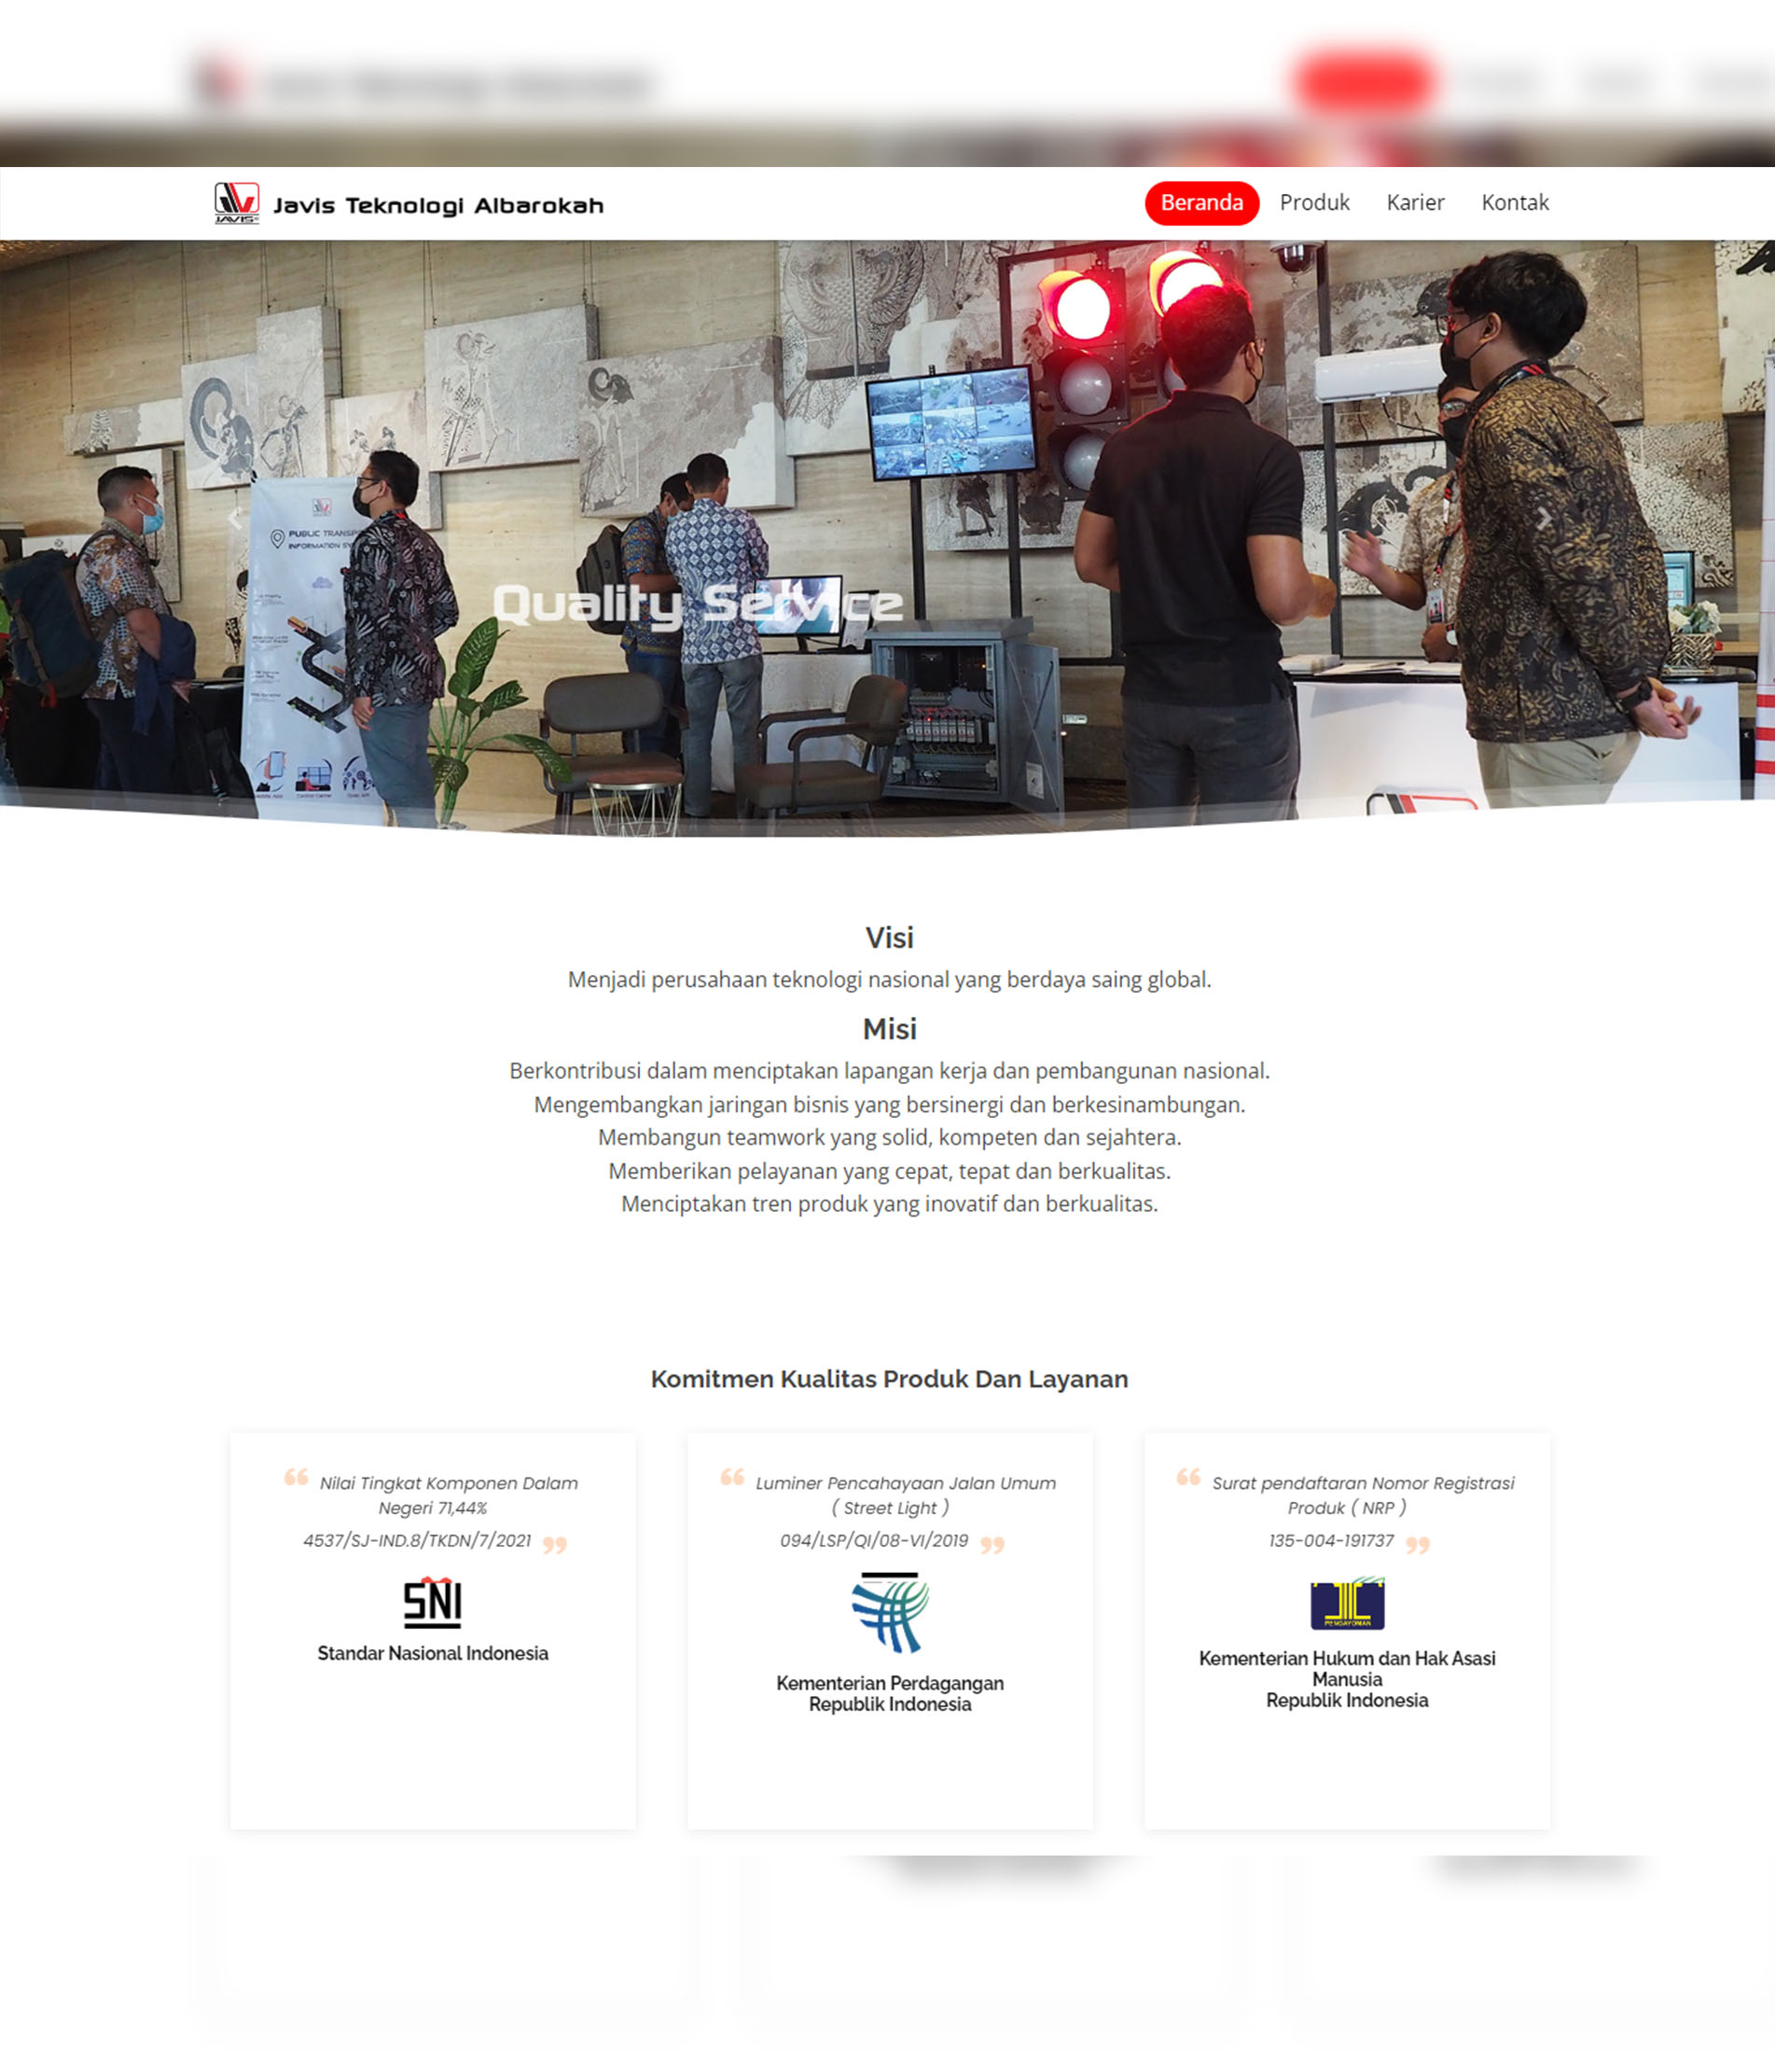 JAVIS
Javis Teknologi Albarokah
Beranda
Produk
Karier
Kontak
PUBLIC TRANSP
INFORMATION SY
Quality Service
Visi
Menjadi perusahaan teknologi nasional yang berdaya saing global.
Misi
Berkontribusi dalam menciptakan lapangan kerja dan pembangunan nasional.
Mengembangkan jaringan bisnis yang bersinergi dan berkesinambungan.
Membangun teamwork yang solid, kompeten dan sejahtera.
Memberikan pelayanan yang cepat, tepat dan berkualitas.
Menciptakan tren produk yang inovatif dan berkualitas.
Komitmen Kualitas Produk Dan Layanan
“ Nilai Tingkat Komponen Dalam
Negeri 71,44%
4537/SJ-IND.8/TKDN/7/2021 ”
SNI
Standar Nasional Indonesia
“ Luminer Pencahayaan Jalan Umum
( Street Light )
094/LSP/QI/08-VI/2019 ”
Kementerian Perdagangan
Republik Indonesia
“ Surat pendaftaran Nomor Registrasi
Produk ( NRP )
135-004-191737 ”
PENGAYOMAN
Kementerian Hukum dan Hak Asasi
Manusia
Republik Indonesia